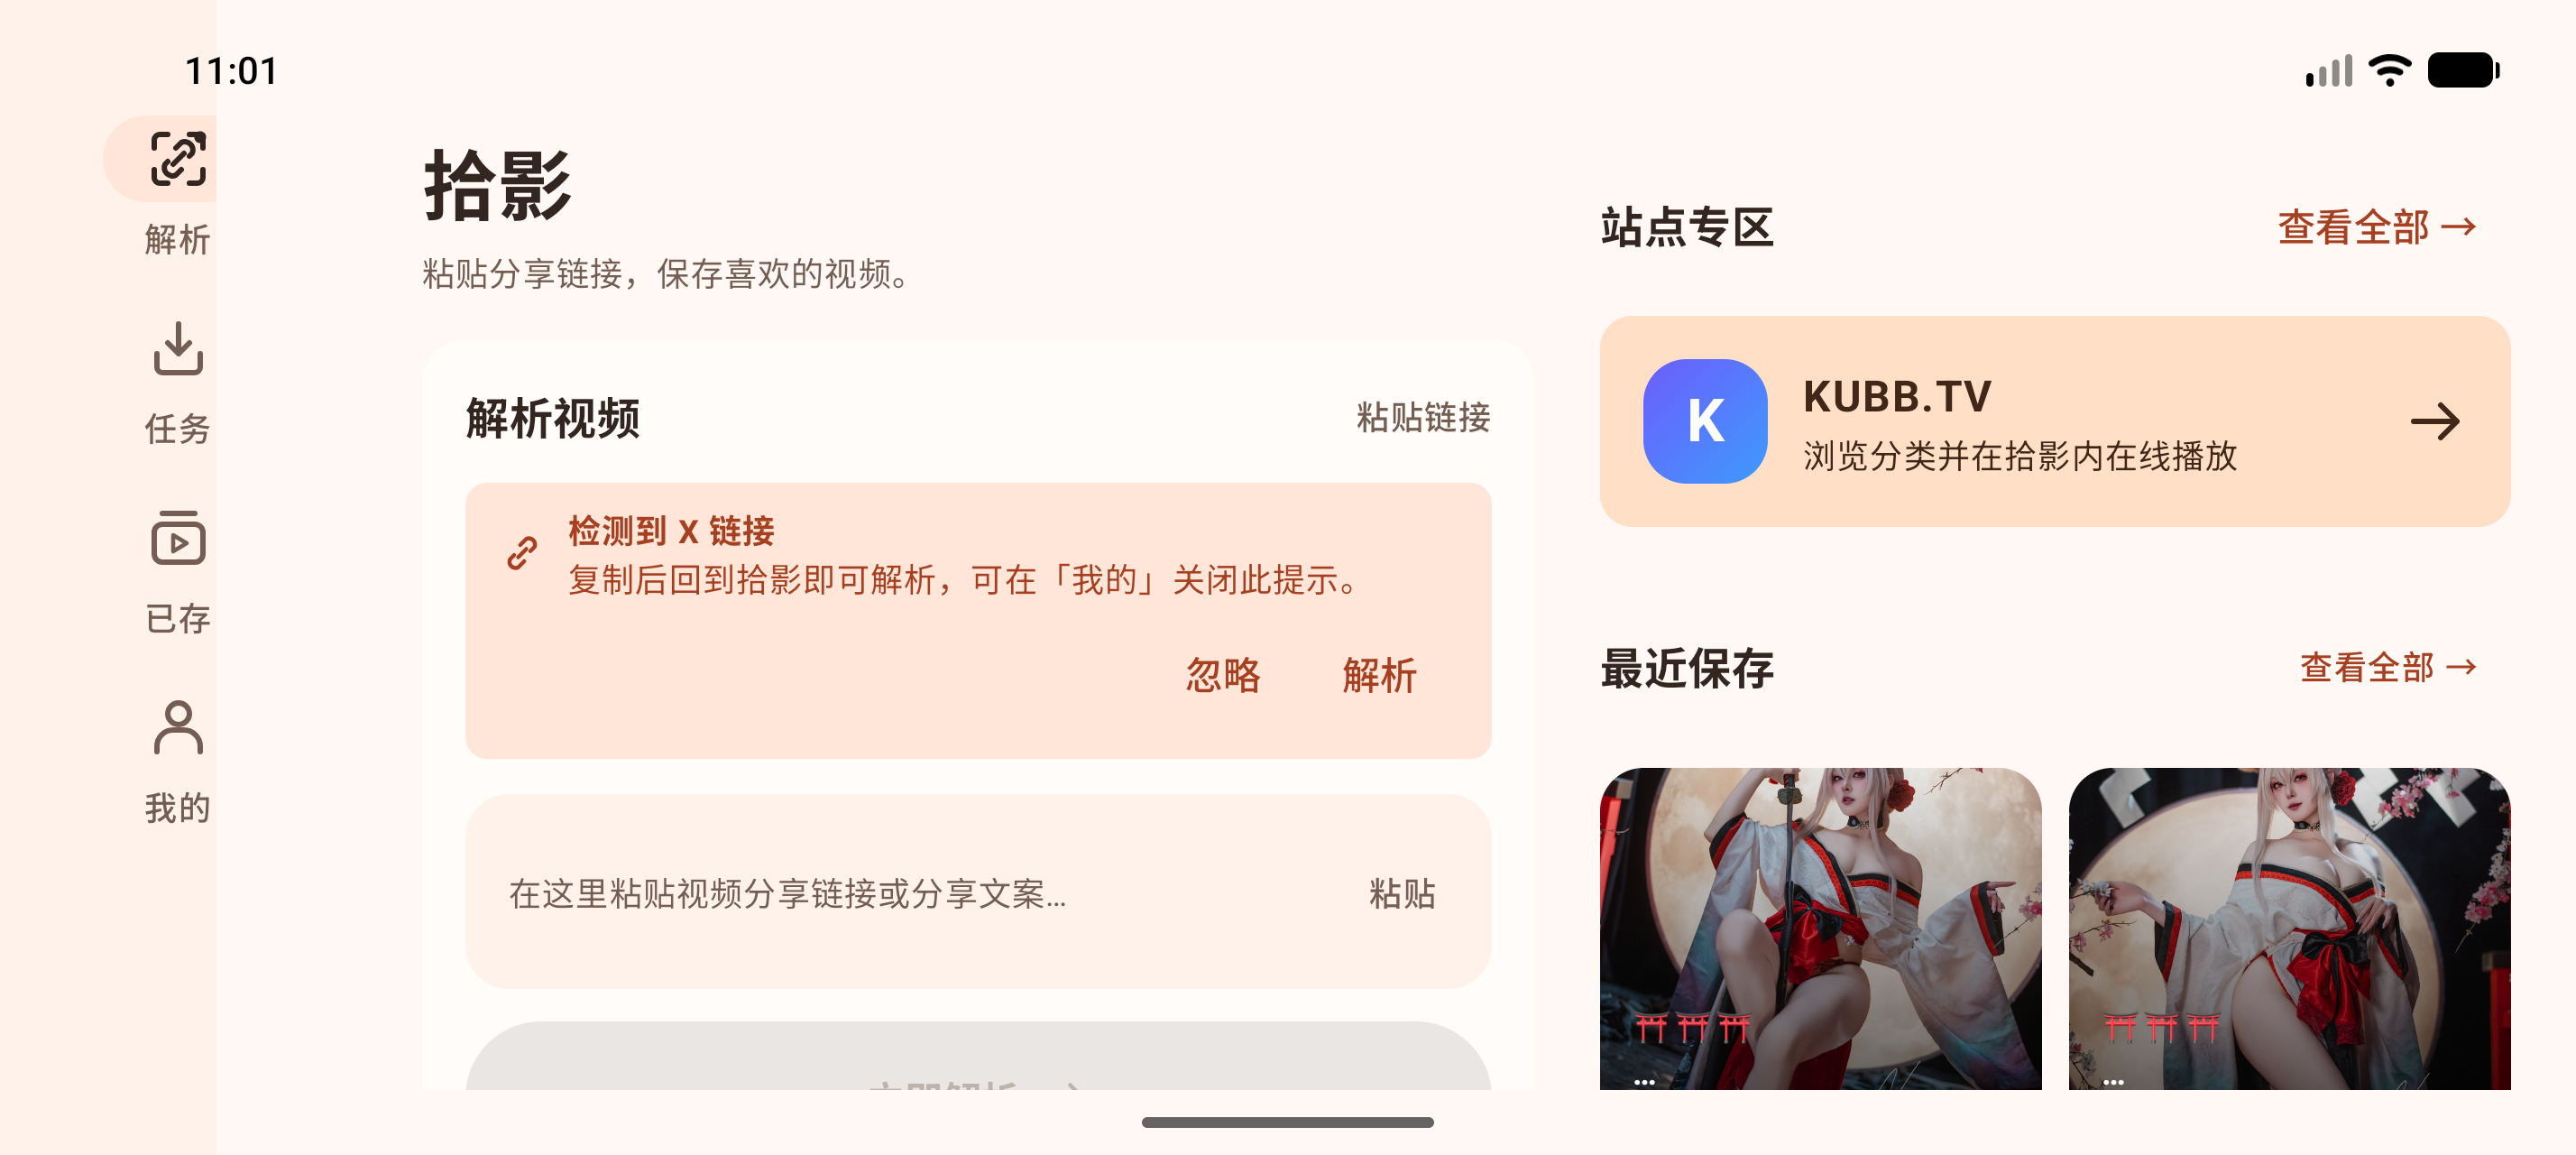 11:01
解析
任务
已存
我的
拾影
粘贴分享链接，保存喜欢的视频。
解析视频
粘贴链接
检测到 X 链接
复制后回到拾影即可解析，可在「我的」关闭此提示。
忽略
解析
在这里粘贴视频分享链接或分享文案...
粘贴
站点专区
查看全部 →
K
KUBB.TV
浏览分类并在拾影内在线播放
最近保存
查看全部 →
⛩️⛩️⛩️
...
⛩️⛩️⛩️
...